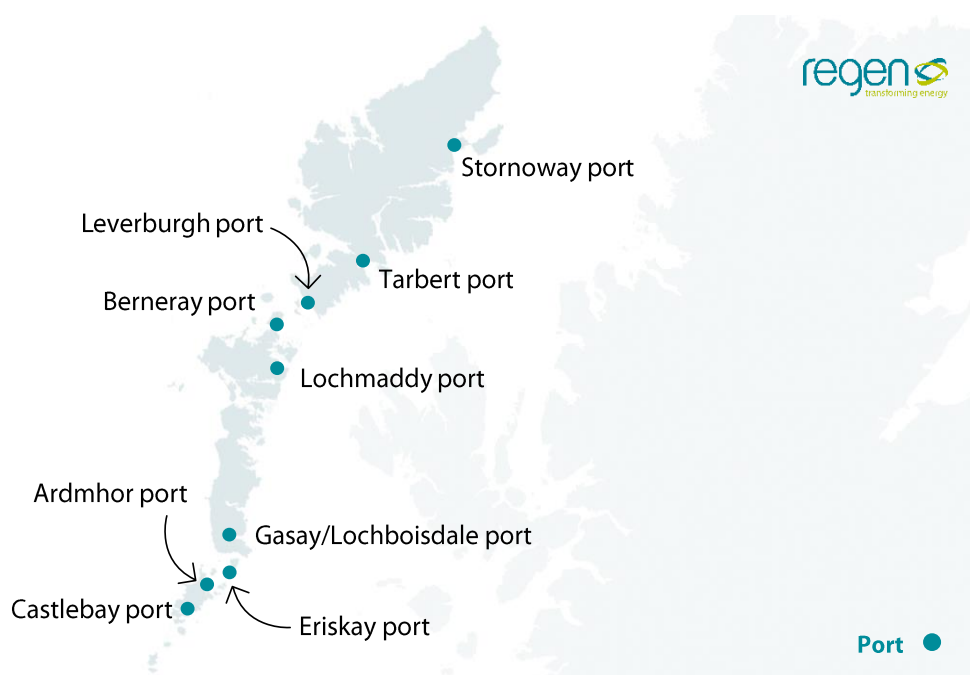 regen
transforming energy
Stornoway port
Leverburgh port
Tarbert port
Berneray port
Lochmaddy port
Ardmhor port
Gasay/Lochboisdale port
Castlebay port
Eriskay port
Port